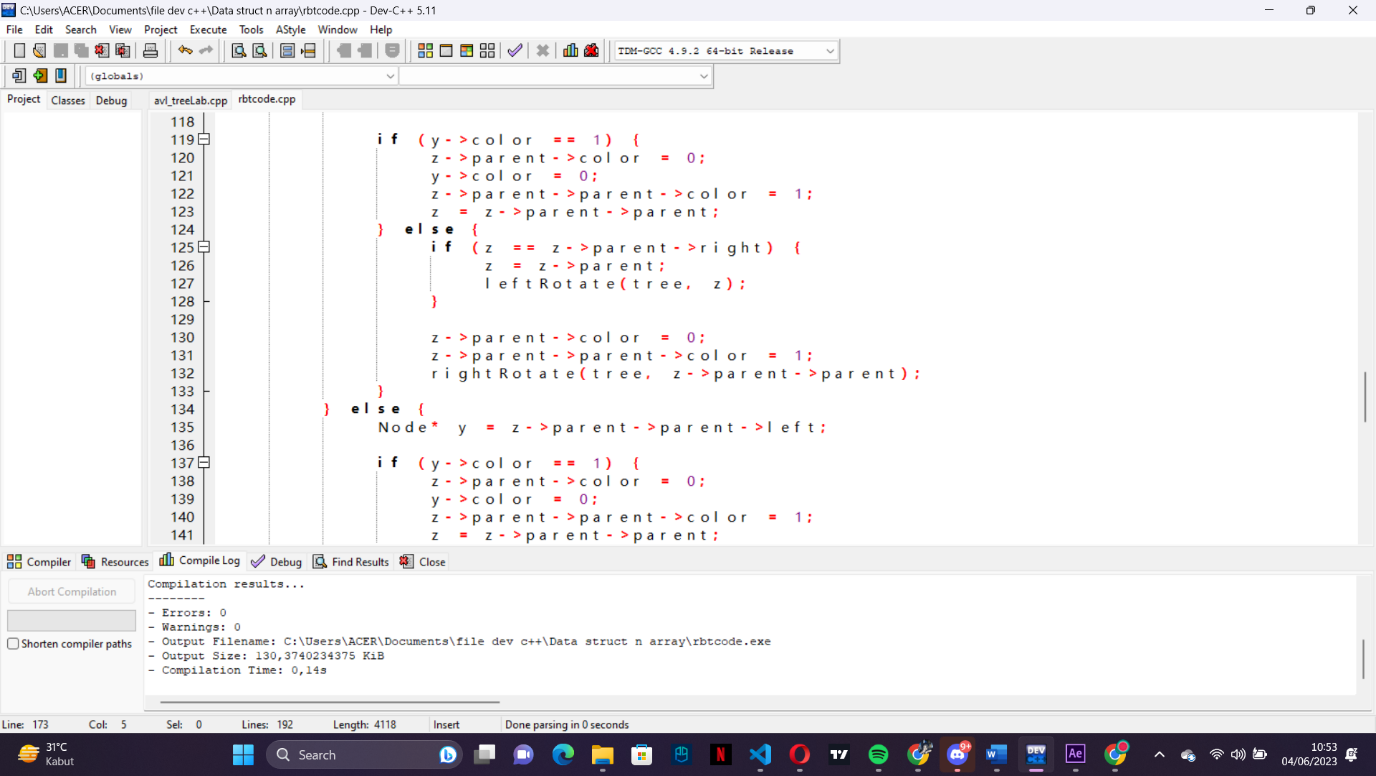 C:\Users\ACER\Documents\file dev c++\Data struct n array\rbtcode.cpp - Dev-C++ 5.11
File Edit Search View Project Execute Tools AStyle Window Help
TDM-GCC 4.9.2 64-bit Release
(globals)
Project Classes Debug avl_treeLab.cpp rbtcode.cpp
118
119 if (y->color == 1) {
120 z->parent->color = 0;
121 y->color = 0;
122 z->parent->parent->color = 1;
123 z = z->parent->parent;
124 } else {
125 if (z == z->parent->right) {
126 z = z->parent;
127 leftRotate(tree, z);
128 }
129
130 z->parent->color = 0;
131 z->parent->parent->color = 1;
132 rightRotate(tree, z->parent->parent);
133 }
134 } else {
135 Node* y = z->parent->parent->left;
136
137 if (y->color == 1) {
138 z->parent->color = 0;
139 y->color = 0;
140 z->parent->parent->color = 1;
141 z = z->parent->parent;
Compiler Resources Compile Log Debug Find Results Close
Abort Compilation
Shorten compiler paths
Compilation results...
--------
- Errors: 0
- Warnings: 0
- Output Filename: C:\Users\ACER\Documents\file dev c++\Data struct n array\rbtcode.exe
- Output Size: 130,3740234375 KiB
- Compilation Time: 0,14s
Line: 173 Col: 5 Sel: 0 Lines: 192 Length: 4118 Insert Done parsing in 0 seconds
31°C
Kabut
Search
9+
DEV
Ae
10:53
04/06/2023